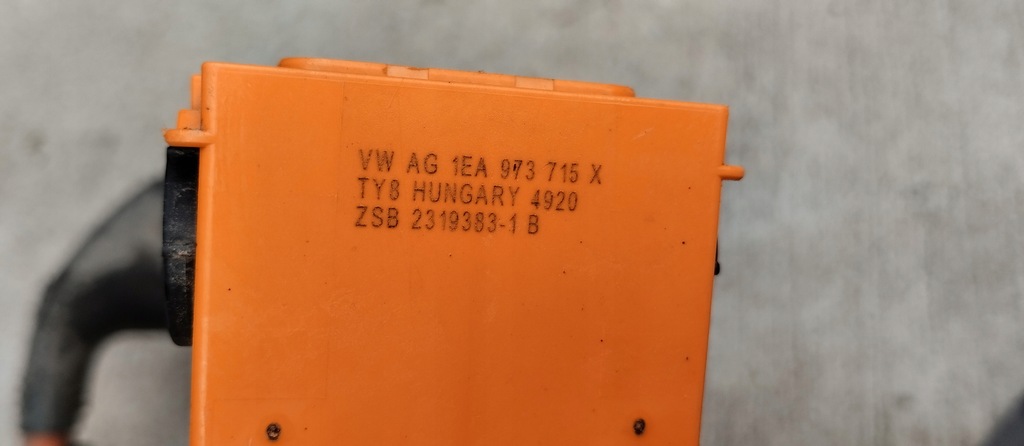 VW AG 1EA 973 715 X
TY8 HUNGARY 4920
ZSB 2319383-1 B